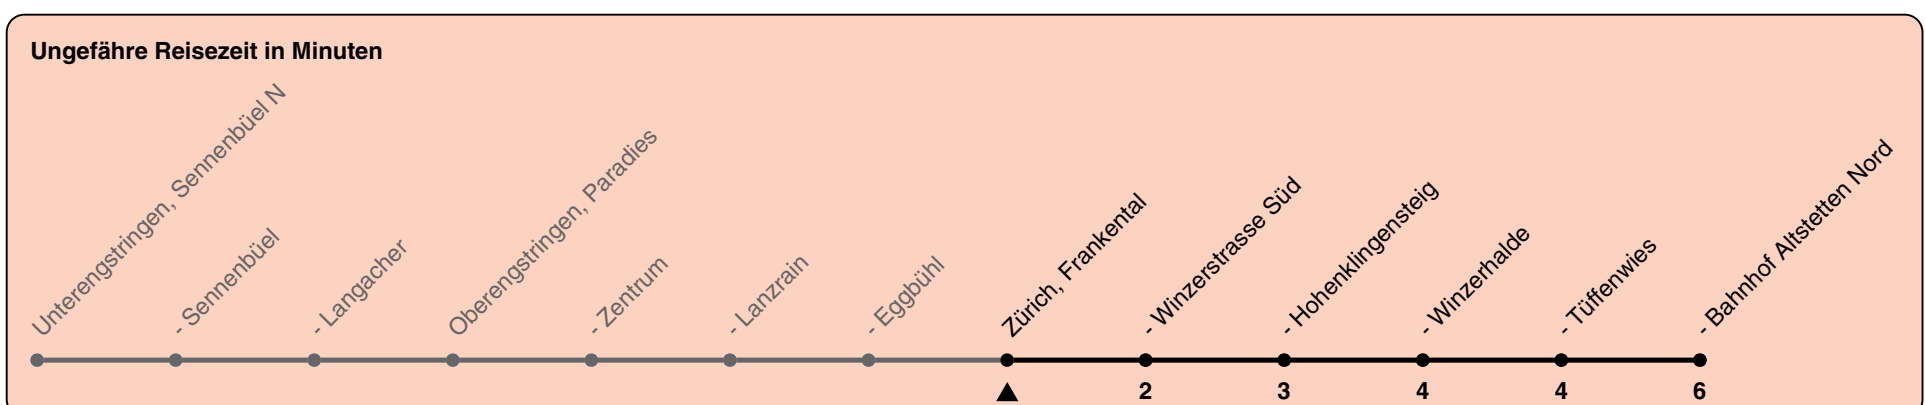 Ungefähre Reisezeit in Minuten
Unterengstringen, Sennenbüel N
- Sennenbüel
- Langacher
Oberengstringen, Paradies
- Zentrum
- Lanzrain
- Eggbühl
Zürich, Frankental
- Winzerstrasse Süd
- Hohenklingensteig
- Winzerhalde
- Tüffenwies
- Bahnhof Altstetten Nord
2 3 4 4 6